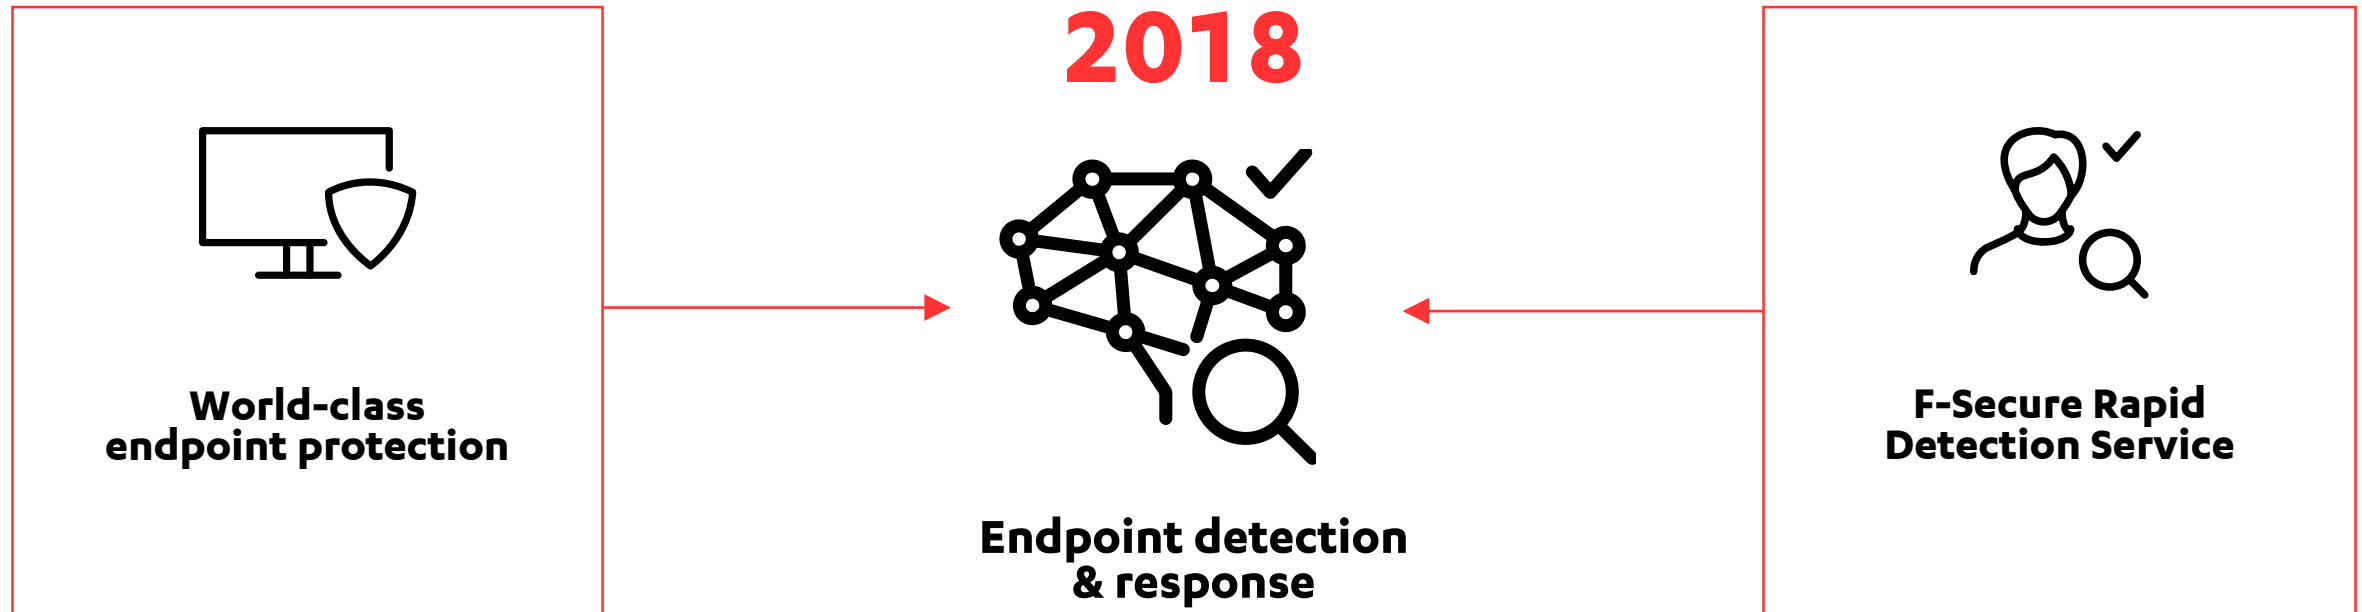 2018
World-class
endpoint protection
Endpoint detection
& response
F-Secure Rapid
Detection Service